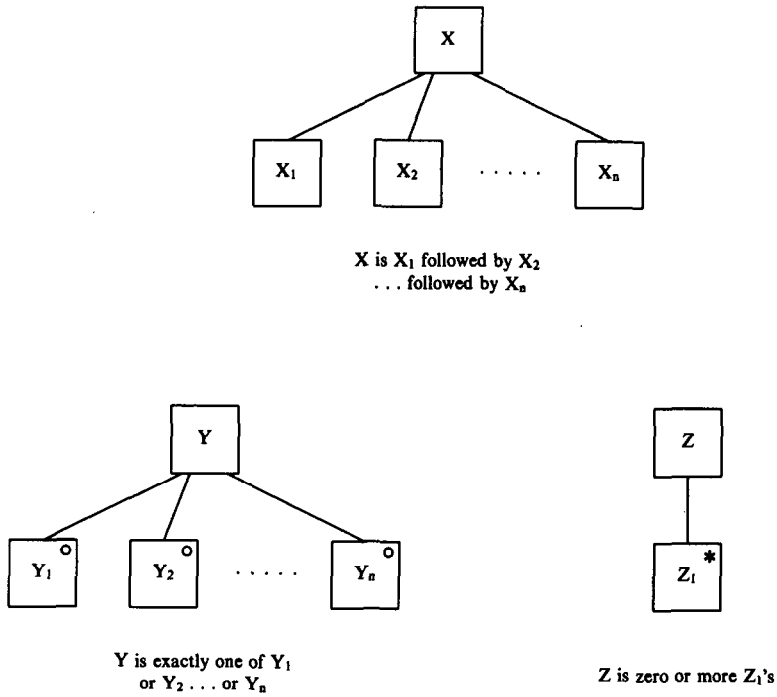 X
X₁ X₂ . . . . . Xₙ
X is X₁ followed by X₂
. . . followed by Xₙ
Y Z
Y₁ Y₂ . . . . . Yₙ Z₁ *
Y is exactly one of Y₁
or Y₂ . . . or Yₙ
Z is zero or more Z₁'s